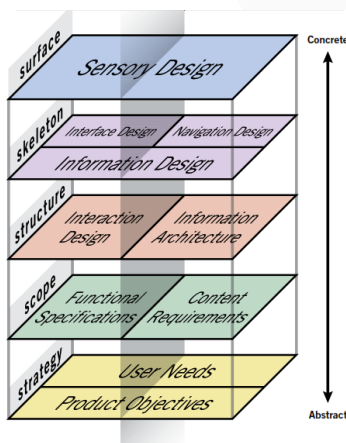 Concrete
surface
Sensory Design
skeleton
Interface Design
Navigation Design
Information Design
structure
Interaction
Design
Information
Architecture
scope
Functional
Specifications
Content
Requirements
strategy
User Needs
Product Objectives
Abstract